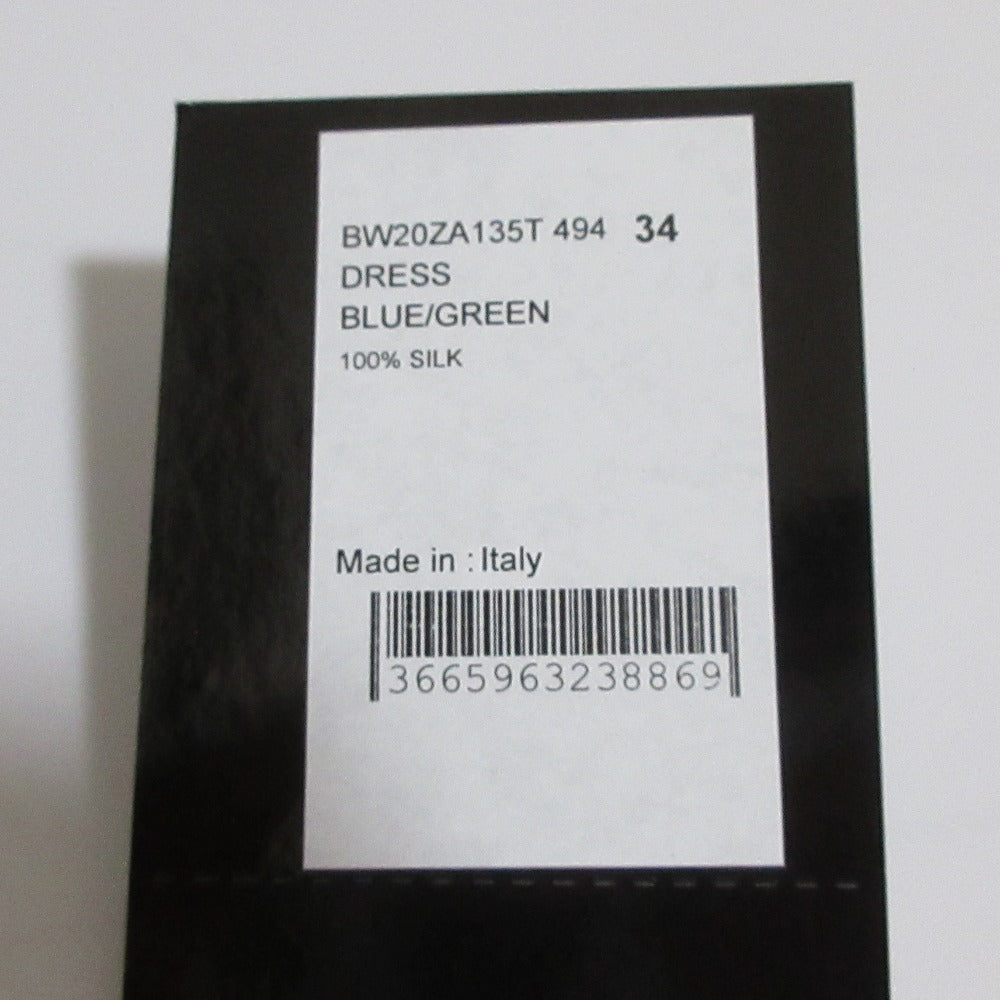 BW20ZA135T 494 34
DRESS
BLUE/GREEN
100% SILK
Made in : Italy
3665963238869